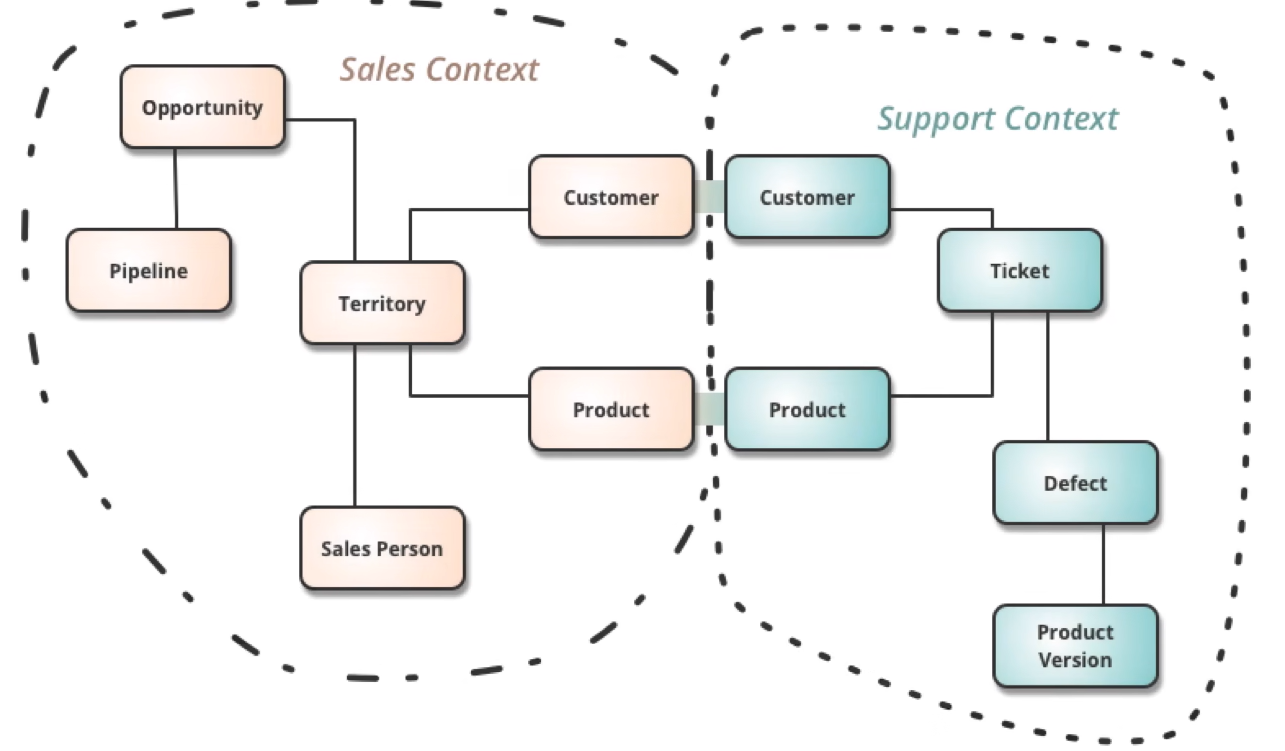 Sales Context
Support Context
Opportunity
Pipeline
Territory
Customer
Product
Sales Person
Customer
Product
Ticket
Defect
Product
Version